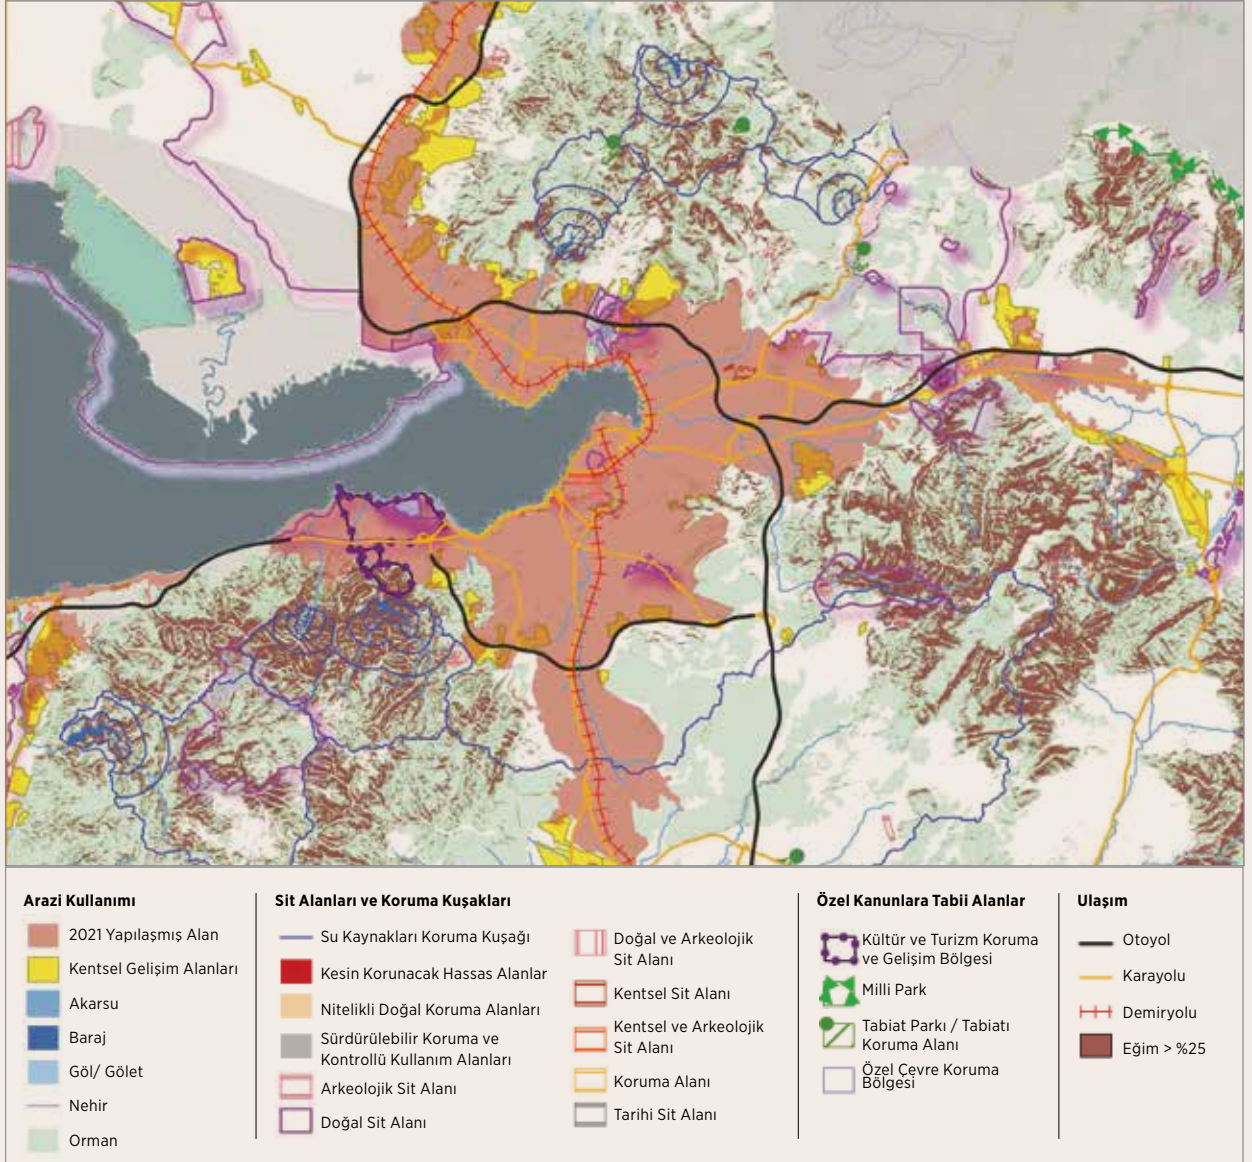 Arazi Kullanımı
2021 Yapılaşmış Alan
Kentsel Gelişim Alanları
Akarsu
Baraj
Göl/ Gölet
Nehir
Orman
Sit Alanları ve Koruma Kuşakları
Su Kaynakları Koruma Kuşağı
Kesin Korunacak Hassas Alanlar
Nitelikli Doğal Koruma Alanları
Sürdürülebilir Koruma ve
Kontrollü Kullanım Alanları
Arkeolojik Sit Alanı
Doğal Sit Alanı
Doğal ve Arkeolojik
Sit Alanı
Kentsel Sit Alanı
Kentsel ve Arkeolojik
Sit Alanı
Koruma Alanı
Tarihi Sit Alanı
Özel Kanunlara Tabii Alanlar
Kültür ve Turizm Koruma
ve Gelişim Bölgesi
Milli Park
Tabiat Parkı / Tabiatı
Koruma Alanı
Özel Çevre Koruma
Bölgesi
Ulaşım
Otoyol
Karayolu
Demiryolu
Eğim > %25